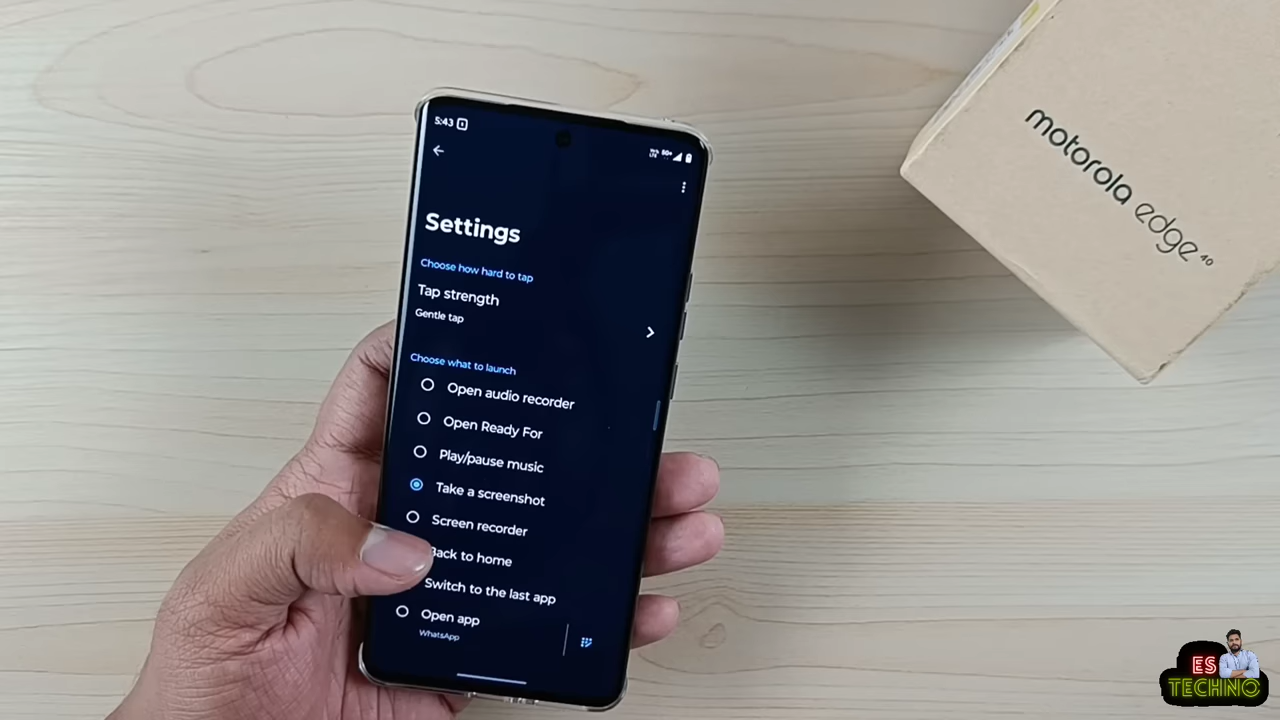 5:43
Settings
Choose how hard to tap
Tap strength
Gentle tap
Choose what to launch
Open audio recorder
Open Ready For
Play/pause music
Take a screenshot
Screen recorder
Back to home
Switch to the last app
Open app
WhatsApp
motorola edge 40
ES
TECHNO